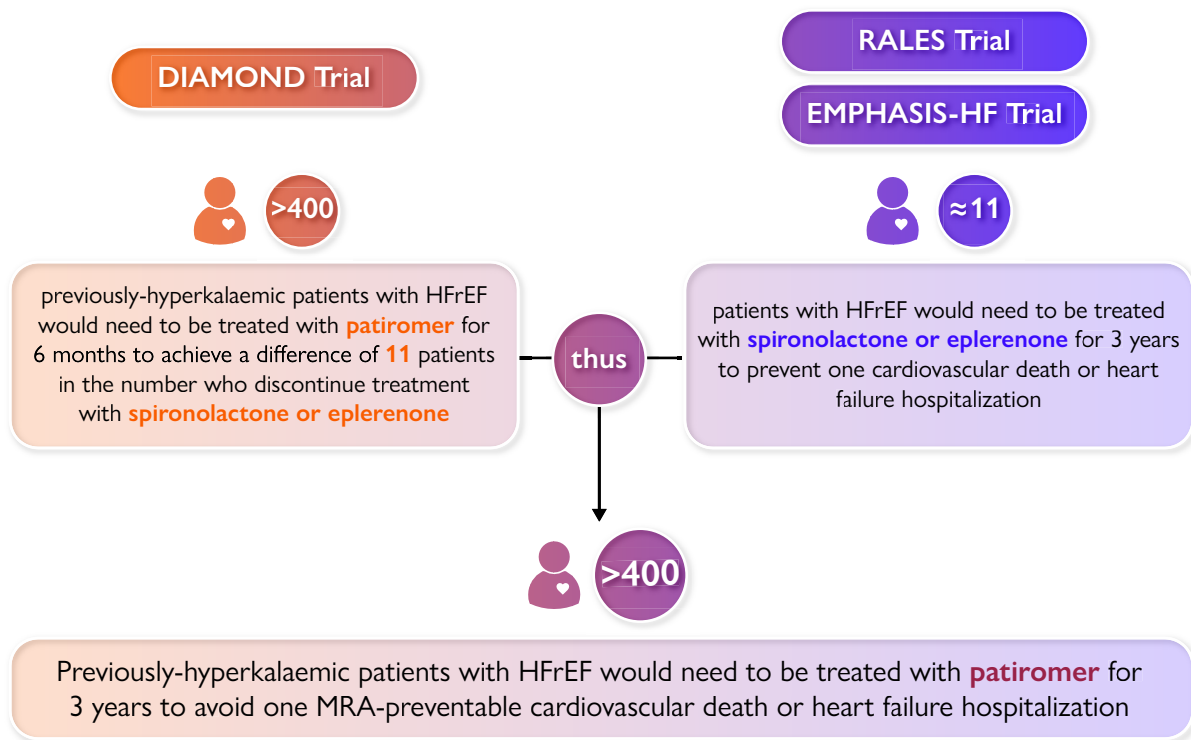 DIAMOND Trial
>400
previously-hyperkalaemic patients with HFrEF
would need to be treated with patiromer for
6 months to achieve a difference of 11 patients
in the number who discontinue treatment
with spironolactone or eplerenone
RALES Trial
EMPHASIS-HF Trial
≈11
patients with HFrEF would need to be treated
with spironolactone or eplerenone for 3 years
to prevent one cardiovascular death or heart
failure hospitalization
thus
>400
Previously-hyperkalaemic patients with HFrEF would need to be treated with patiromer for
3 years to avoid one MRA-preventable cardiovascular death or heart failure hospitalization